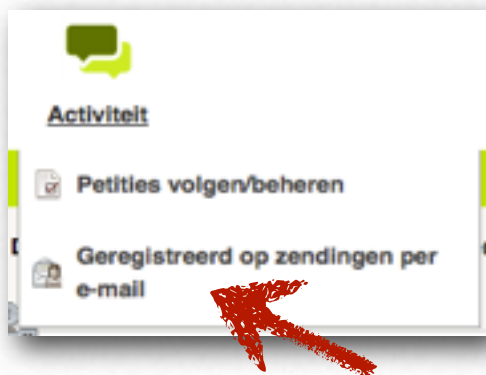 Activiteit
Petities volgen/beheren
Geregistreerd op zendingen per
e-mail